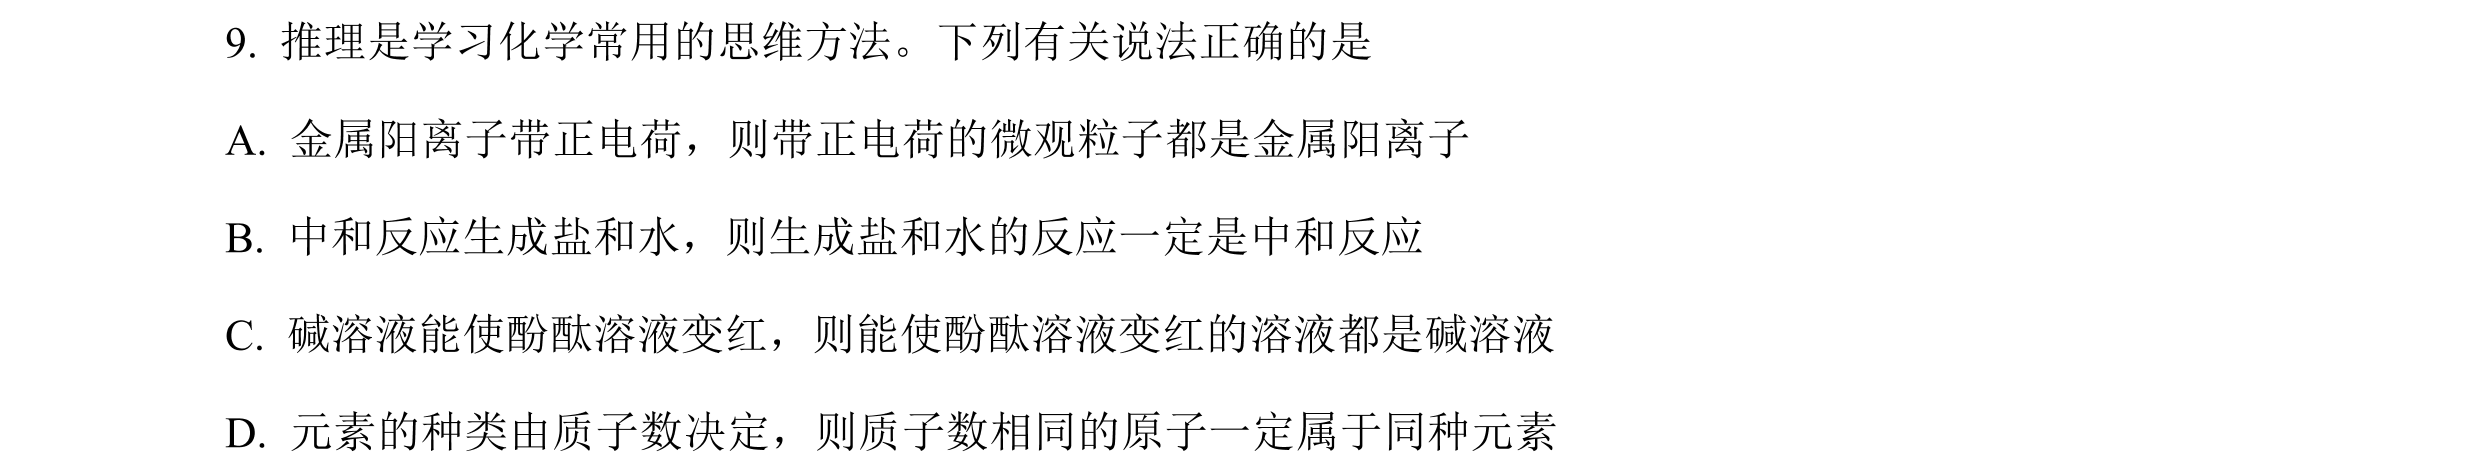 9. 推理是学习化学常用的思维方法。下列有关说法正确的是
A. 金属阳离子带正电荷，则带正电荷的微观粒子都是金属阳离子
B. 中和反应生成盐和水，则生成盐和水的反应一定是中和反应
C. 碱溶液能使酚酞溶液变红，则能使酚酞溶液变红的溶液都是碱溶液
D. 元素的种类由质子数决定，则质子数相同的原子一定属于同种元素